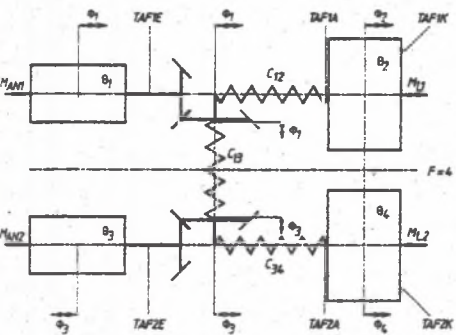 Φ1 Φ1 Φ2
TAF1E TAF1A TAF1K
MAN1 θ1 C12 θ2 ML1
Φ1
C13
F=4
MAN2 θ3 Φ3 θ4 ML2
C34
Φ3 Φ3 Φ4
TAF2E TAF2A TAF2K